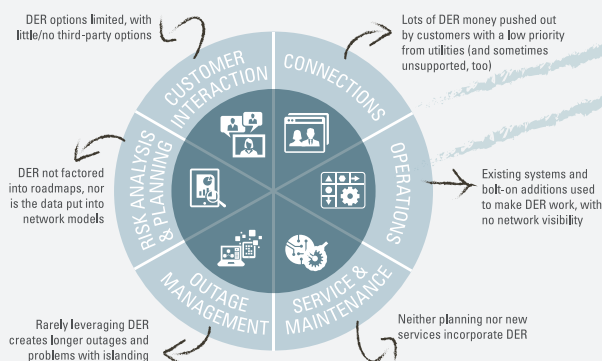 DER options limited, with
little/no third-party options
Lots of DER money pushed out
by customers with a low priority
from utilities (and sometimes
unsupported, too)
CUSTOMER
INTERACTION
CONNECTIONS
RISK ANALYSIS
& PLANNING
OPERATIONS
DER not factored
into roadmaps, nor
is the data put into
network models
Existing systems and
bolt-on additions used
to make DER work, with
no network visibility
OUTAGE
MANAGEMENT
SERVICE &
MAINTENANCE
Rarely leveraging DER
creates longer outages and
problems with islanding
Neither planning nor new
services incorporate DER